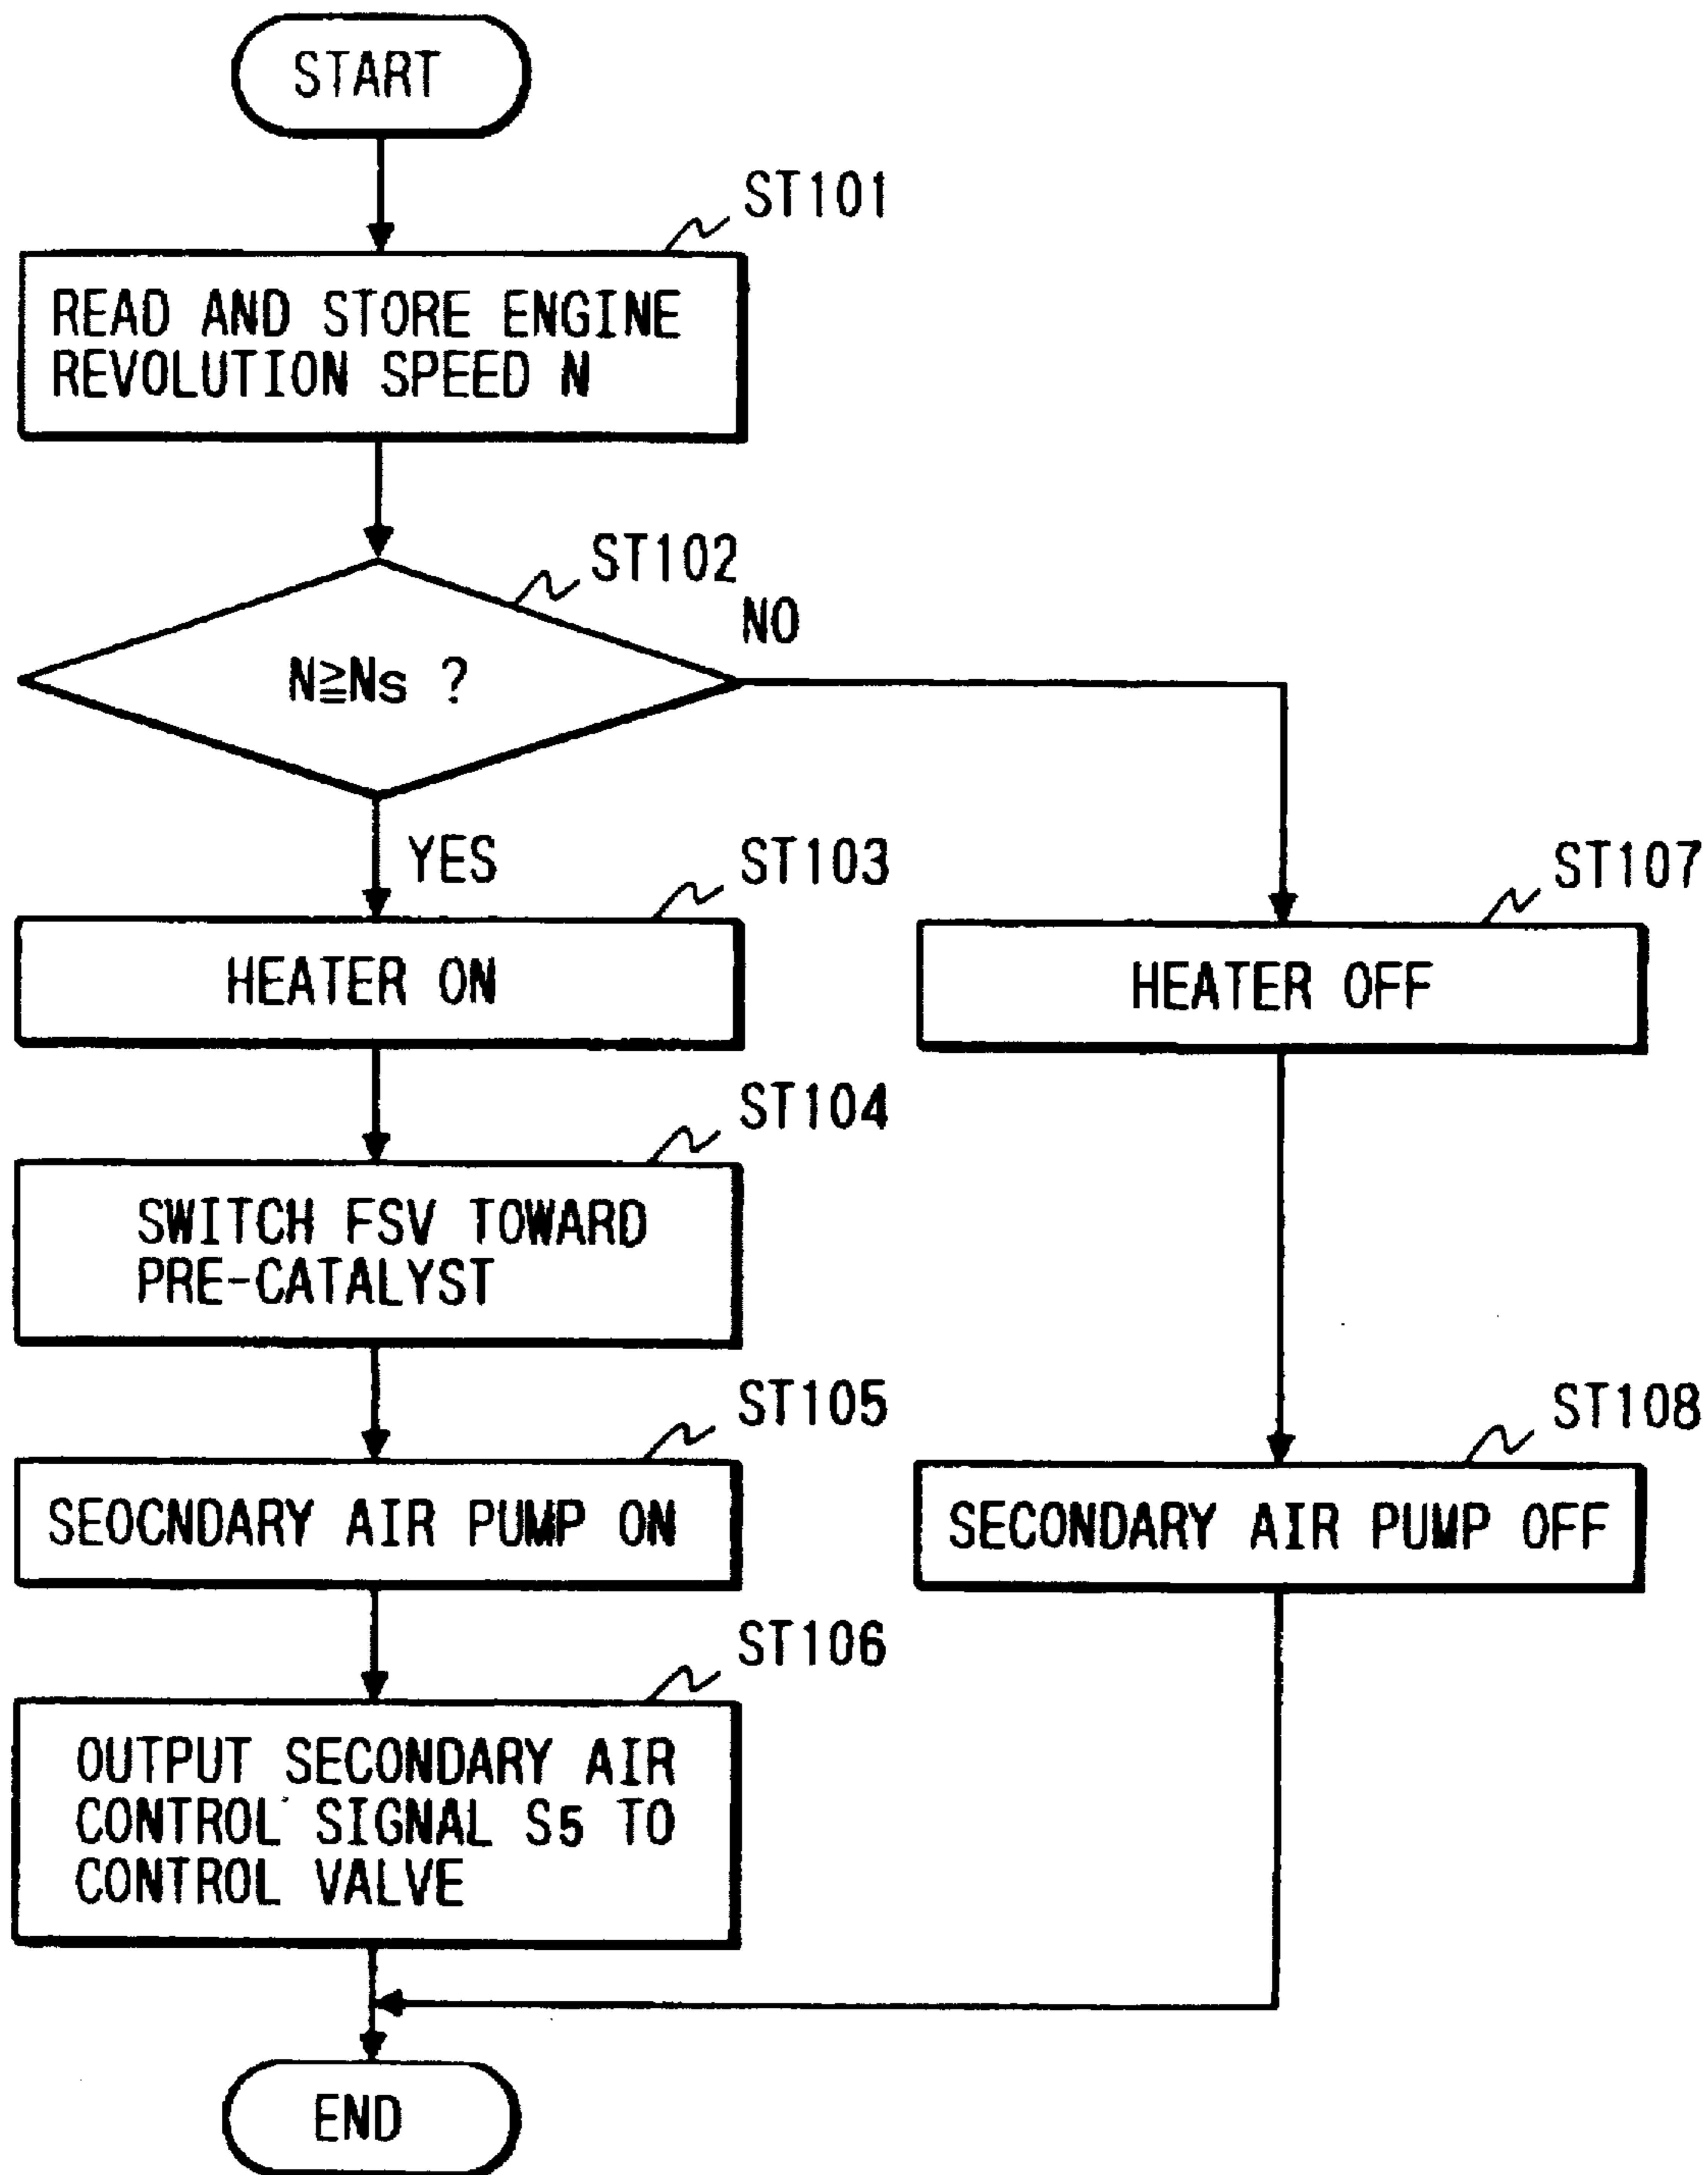 START
ST101
READ AND STORE ENGINE
REVOLUTION SPEED N
ST102
N≧Ns ?
NO
YES
ST103
HEATER ON
ST107
HEATER OFF
ST104
SWITCH FSV TOWARD
PRE-CATALYST
ST105
SEOCNDARY AIR PUMP ON
ST108
SECONDARY AIR PUMP OFF
ST106
OUTPUT SECONDARY AIR
CONTROL SIGNAL S5 TO
CONTROL VALVE
END